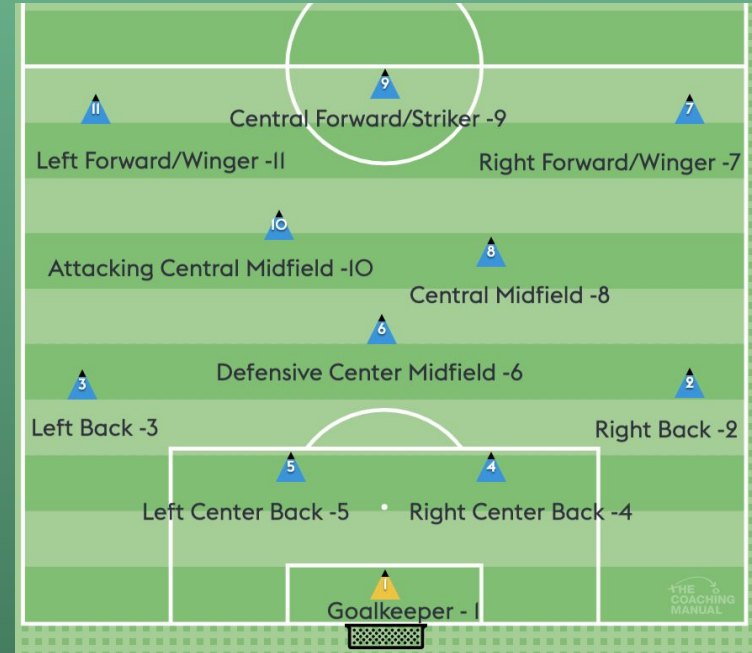 9
Central Forward/Striker -9
11
Left Forward/Winger -11
7
Right Forward/Winger -7
10
Attacking Central Midfield -10
8
Central Midfield -8
6
Defensive Center Midfield -6
3
Left Back -3
2
Right Back -2
5
Left Center Back -5
4
Right Center Back -4
1
Goalkeeper - 1
THE
COACHING
MANUAL